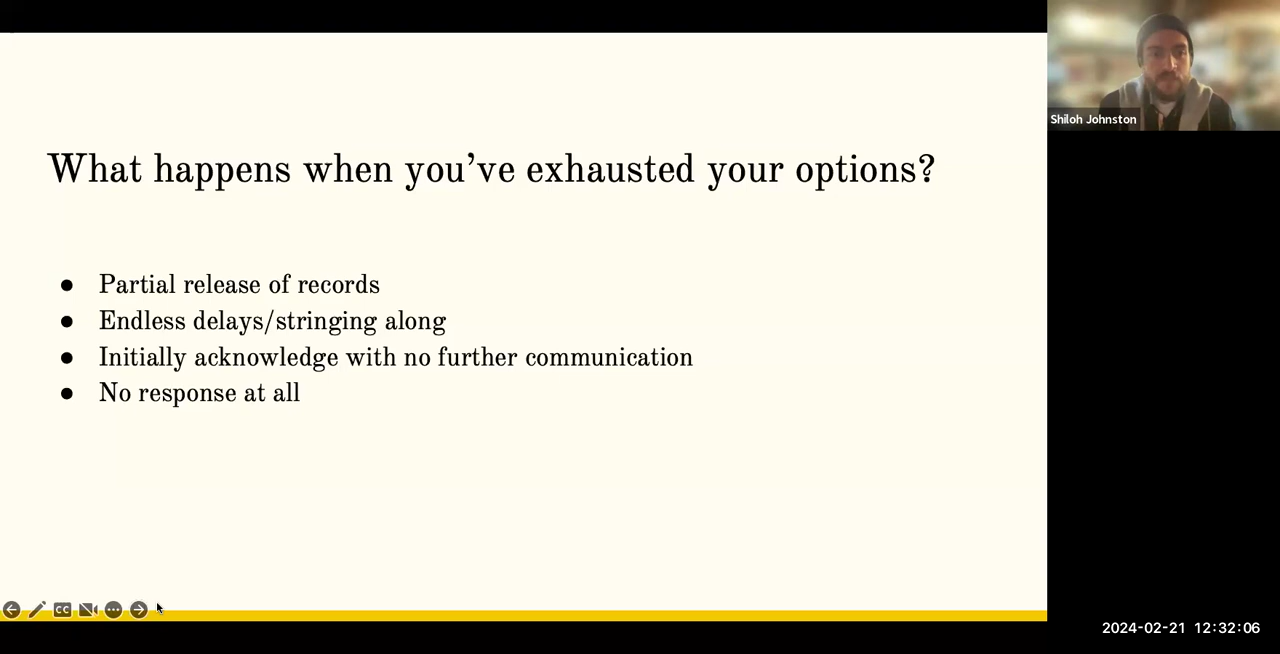 What happens when you’ve exhausted your options?
● Partial release of records
● Endless delays/stringing along
● Initially acknowledge with no further communication
● No response at all
CC
Shiloh Johnston
2024-02-21 12:32:06